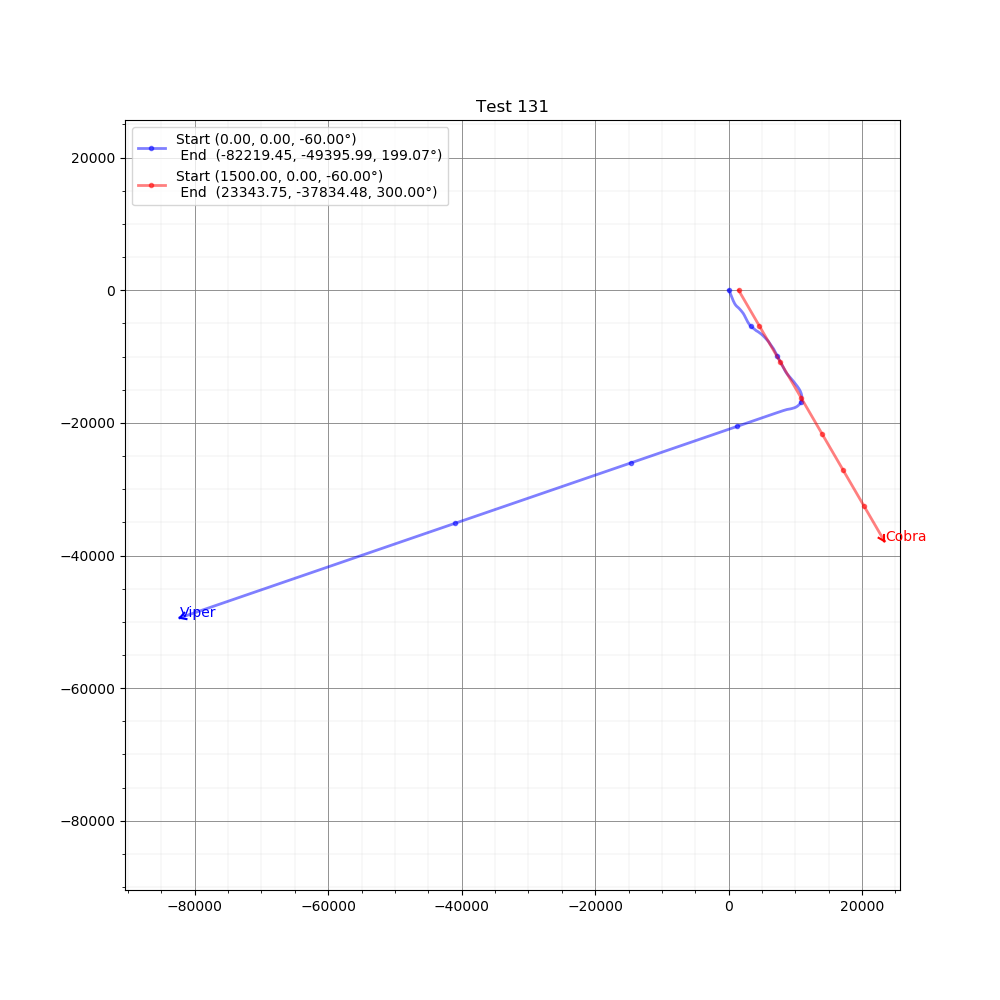 Test 131
Start (0.00, 0.00, -60.00°)
End  (-82219.45, -49395.99, 199.07°)
Start (1500.00, 0.00, -60.00°)
End  (23343.75, -37834.48, 300.00°)
20000
0
−20000
−40000
−60000
−80000
Cobra
Viper
−80000
−60000
−40000
−20000
0
20000